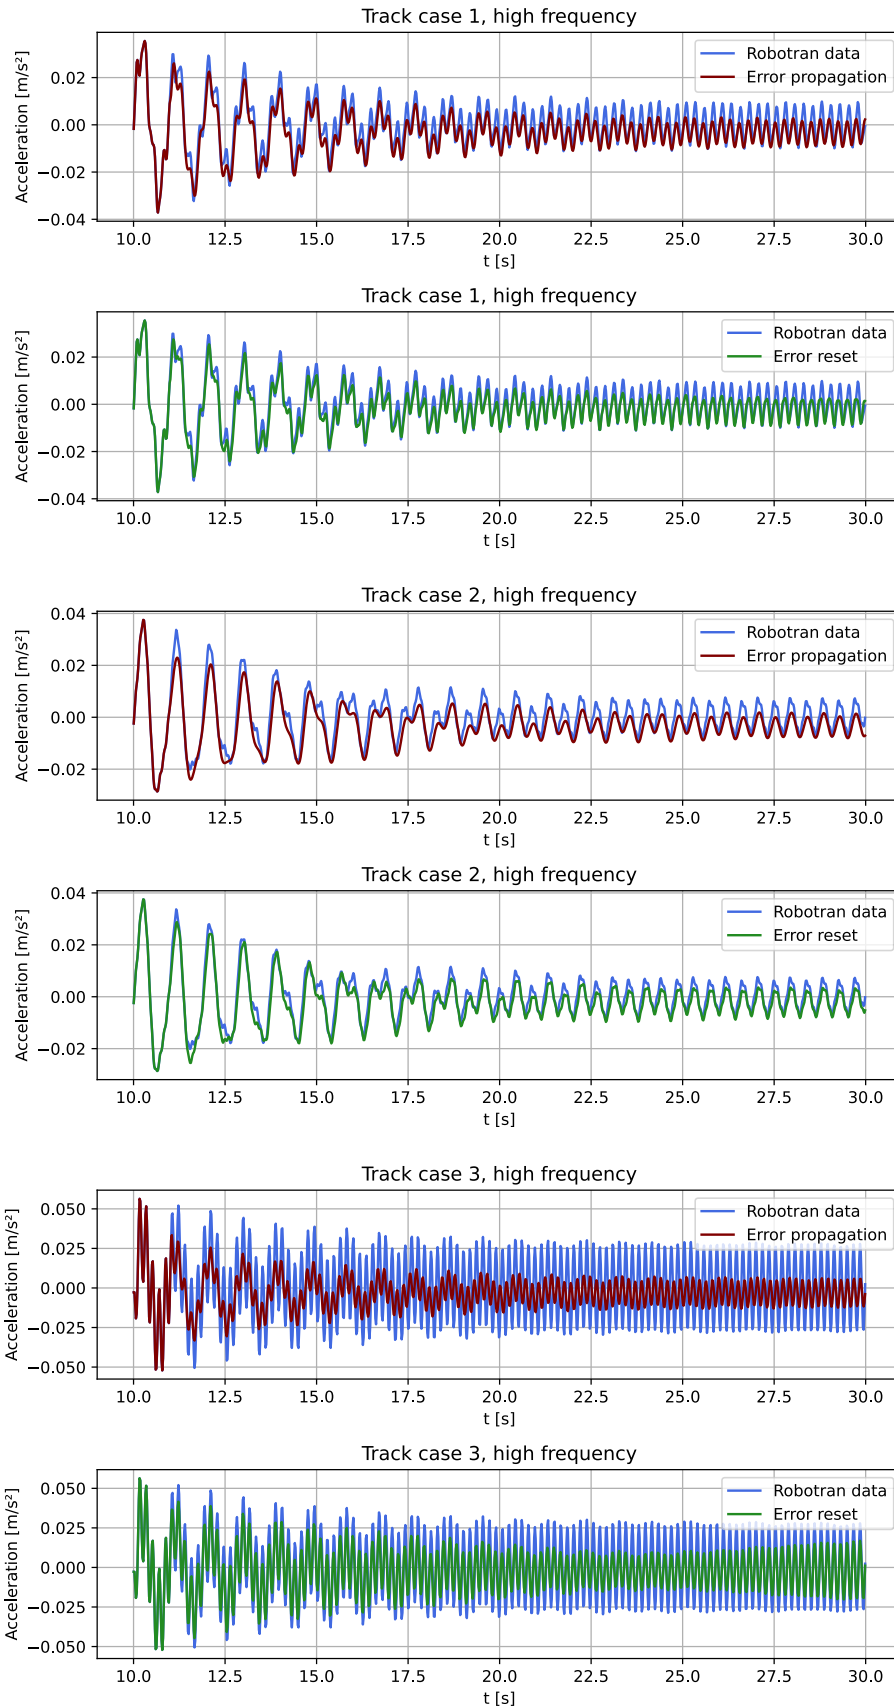 Track case 1, high frequency
Acceleration [m/s²]
0.02
0.00
−0.02
−0.04
Robotran data
Error propagation
10.0 12.5 15.0 17.5 20.0 22.5 25.0 27.5 30.0
t [s]
Track case 1, high frequency
Acceleration [m/s²]
0.02
0.00
−0.02
−0.04
Robotran data
Error reset
10.0 12.5 15.0 17.5 20.0 22.5 25.0 27.5 30.0
t [s]
Track case 2, high frequency
Acceleration [m/s²]
0.04
0.02
0.00
−0.02
Robotran data
Error propagation
10.0 12.5 15.0 17.5 20.0 22.5 25.0 27.5 30.0
t [s]
Track case 2, high frequency
Acceleration [m/s²]
0.04
0.02
0.00
−0.02
Robotran data
Error reset
10.0 12.5 15.0 17.5 20.0 22.5 25.0 27.5 30.0
t [s]
Track case 3, high frequency
Acceleration [m/s²]
0.050
0.025
0.000
−0.025
−0.050
Robotran data
Error propagation
10.0 12.5 15.0 17.5 20.0 22.5 25.0 27.5 30.0
t [s]
Track case 3, high frequency
Acceleration [m/s²]
0.050
0.025
0.000
−0.025
−0.050
Robotran data
Error reset
10.0 12.5 15.0 17.5 20.0 22.5 25.0 27.5 30.0
t [s]